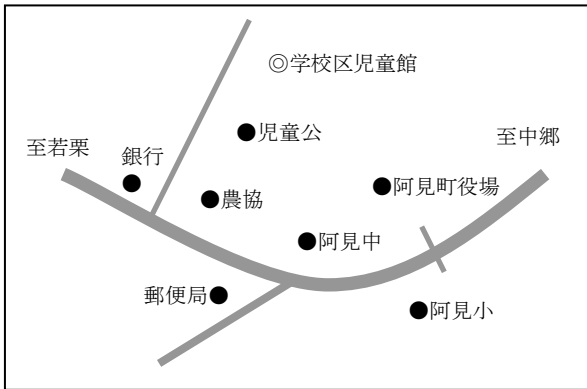 ◎学校区児童館
●児童公
至若栗
銀行
至中郷
●農協
●阿見町役場
●阿見中
郵便局●
●阿見小